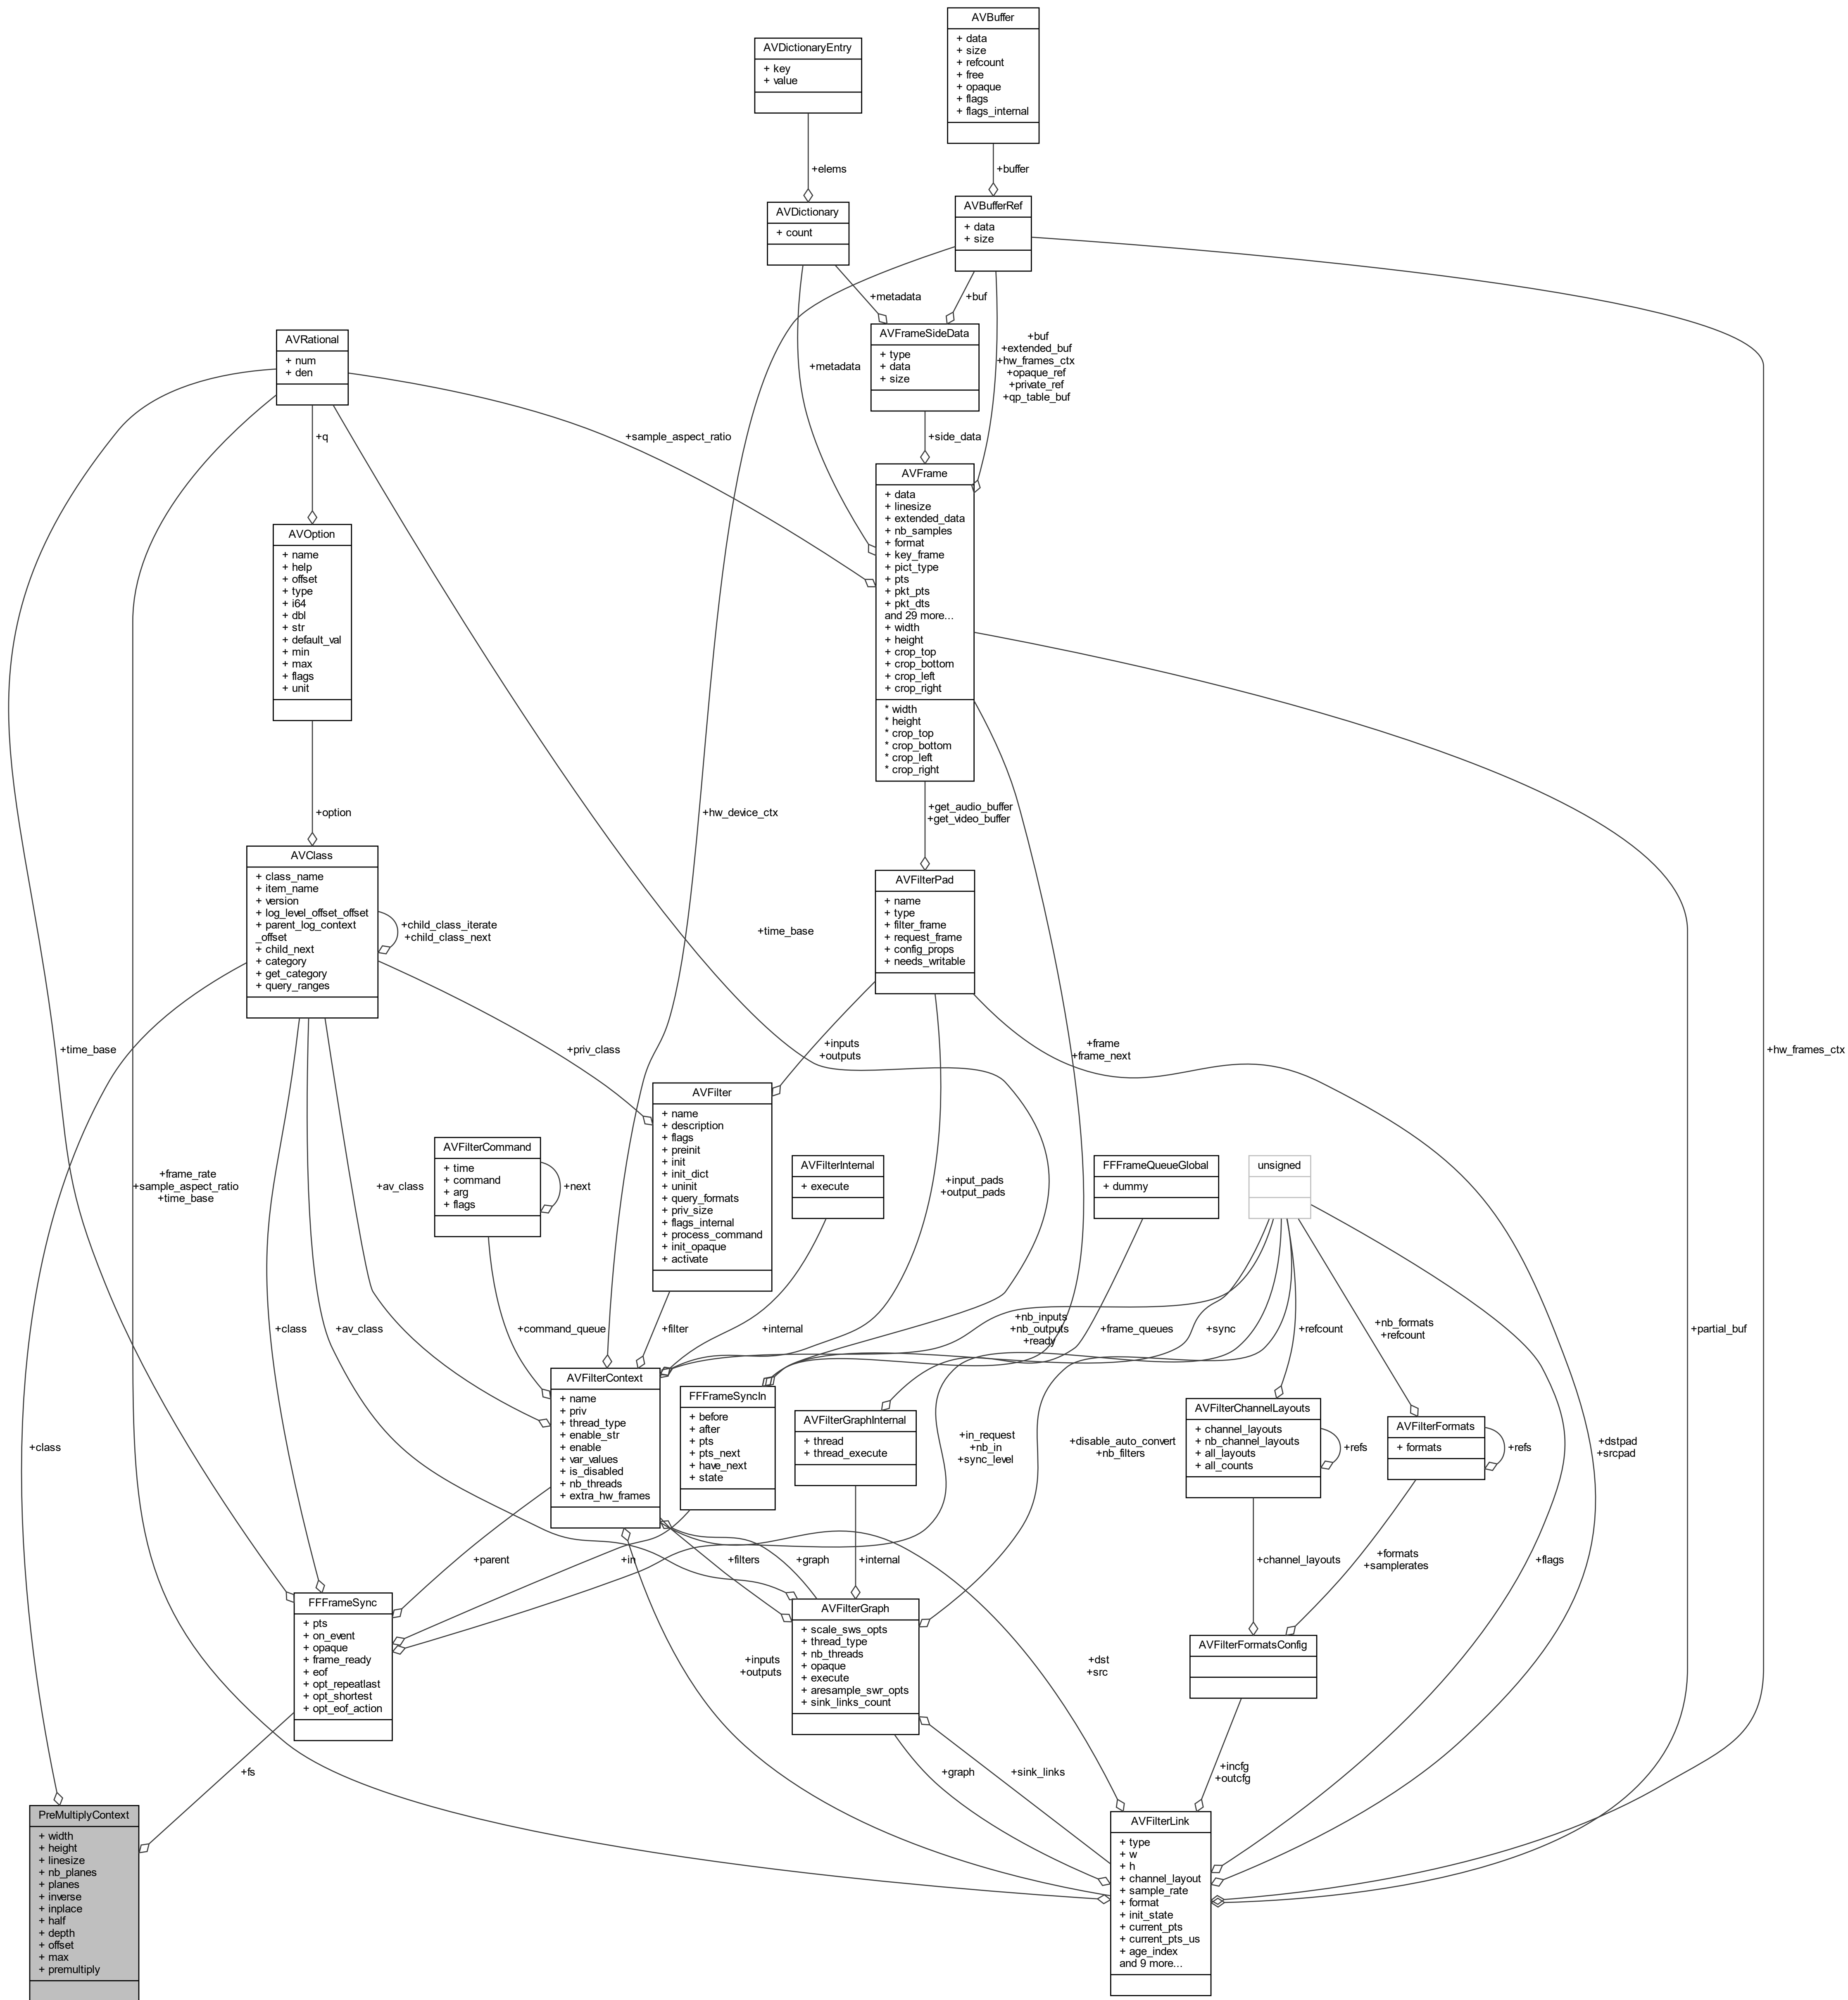 AVBuffer
+ data
+ size
+ refcount
+ free
+ opaque
+ flags
+ flags_internal
AVDictionaryEntry
+ key
+ value
+elems
+buffer
AVDictionary
+ count
AVBufferRef
+ data
+ size
+metadata
+buf
AVFrameSideData
+ type
+ data
+ size
+buf
+extended_buf
+hw_frames_ctx
+opaque_ref
+private_ref
+qp_table_buf
+metadata
AVRational
+ num
+ den
+q
+sample_aspect_ratio
+side_data
AVFrame
+ data
+ linesize
+ extended_data
+ nb_samples
+ format
+ key_frame
+ pict_type
+ pts
+ pkt_pts
+ pkt_dts
and 29 more...
+ width
+ height
+ crop_top
+ crop_bottom
+ crop_left
+ crop_right
* width
* height
* crop_top
* crop_bottom
* crop_left
* crop_right
AVOption
+ name
+ help
+ offset
+ type
+ i64
+ dbl
+ str
+ default_val
+ min
+ max
+ flags
+ unit
+option
+hw_device_ctx
+get_audio_buffer
+get_video_buffer
AVClass
+ class_name
+ item_name
+ version
+ log_level_offset_offset
+ parent_log_context
_offset
+ child_next
+ category
+ get_category
+ query_ranges
+child_class_iterate
+child_class_next
+time_base
AVFilterPad
+ name
+ type
+ filter_frame
+ request_frame
+ config_props
+ needs_writable
+time_base
+priv_class
+inputs
+outputs
+frame
+frame_next
+hw_frames_ctx
AVFilter
+ name
+ description
+ flags
+ preinit
+ init
+ init_dict
+ uninit
+ query_formats
+ priv_size
+ flags_internal
+ process_command
+ init_opaque
+ activate
AVFilterCommand
+ time
+ command
+ arg
+ flags
+next
AVFilterInternal
+ execute
FFFrameQueueGlobal
+ dummy
unsigned
+frame_rate
+sample_aspect_ratio
+time_base
+av_class
+input_pads
+output_pads
+class
+av_class
+command_queue
+filter
+internal
+nb_inputs
+nb_outputs
+ready
+frame_queues
+sync
+refcount
+nb_formats
+refcount
+partial_buf
AVFilterContext
+ name
+ priv
+ thread_type
+ enable_str
+ enable
+ var_values
+ is_disabled
+ nb_threads
+ extra_hw_frames
FFFrameSyncIn
+ before
+ after
+ pts
+ pts_next
+ have_next
+ state
AVFilterGraphInternal
+ thread
+ thread_execute
+in_request
+nb_in
+sync_level
+disable_auto_convert
+nb_filters
AVFilterChannelLayouts
+ channel_layouts
+ nb_channel_layouts
+ all_layouts
+ all_counts
+refs
AVFilterFormats
+ formats
+refs
+dstpad
+srcpad
+class
+parent
+in
+filters
+graph
+internal
+channel_layouts
+formats
+samplerates
+flags
FFFrameSync
+ pts
+ on_event
+ opaque
+ frame_ready
+ eof
+ opt_repeatlast
+ opt_shortest
+ opt_eof_action
AVFilterGraph
+ scale_sws_opts
+ thread_type
+ nb_threads
+ opaque
+ execute
+ aresample_swr_opts
+ sink_links_count
AVFilterFormatsConfig
+inputs
+outputs
+dst
+src
+fs
+graph
+sink_links
+incfg
+outcfg
PreMultiplyContext
+ width
+ height
+ linesize
+ nb_planes
+ planes
+ inverse
+ inplace
+ half
+ depth
+ offset
+ max
+ premultiply
AVFilterLink
+ type
+ w
+ h
+ channel_layout
+ sample_rate
+ format
+ init_state
+ current_pts
+ current_pts_us
+ age_index
and 9 more...